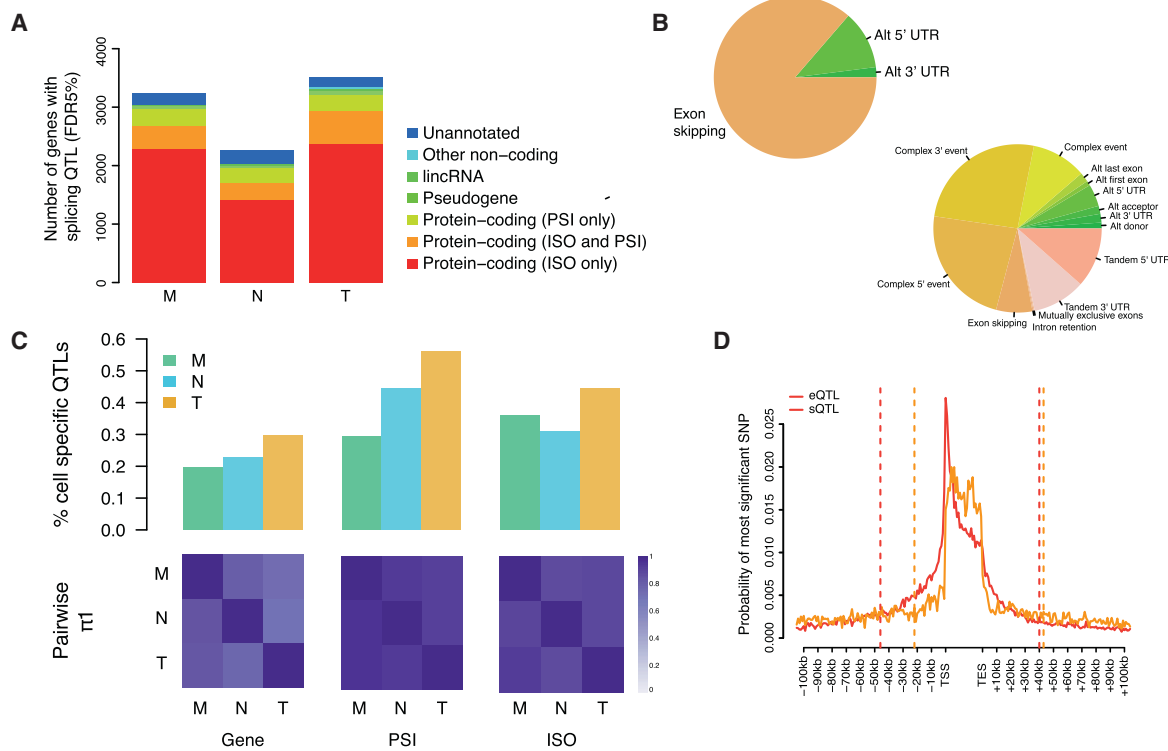 A
Number of genes with
splicing QTL (FDR5%)
4000
3000
2000
1000
0
M
N
T
Unannotated
Other non−coding
lincRNA
Pseudogene
Protein−coding (PSI only)
Protein−coding (ISO and PSI)
Protein−coding (ISO only)
B
Alt 5' UTR
Alt 3' UTR
Exon
skipping
Complex 3' event
Complex event
Alt last exon
Alt first exon
Alt 5' UTR
Alt acceptor
Alt 3' UTR
Alt donor
Tandem 5' UTR
Complex 5' event
Tandem 3' UTR
Mutually exclusive exons
Exon skipping
Intron retention
C
% cell specific QTLs
0.6
0.5
0.4
0.3
0.2
0.1
0.0
M
N
T
Pairwise
π1
M
N
T
1
0.8
0.6
0.4
0.2
0
M N T
M N T
M N T
Gene
PSI
ISO
D
eQTL
sQTL
Probability of most significant SNP
0.025
0.020
0.015
0.010
0.005
0.000
−100kb
−90kb
−80kb
−70kb
−60kb
−50kb
−40kb
−30kb
−20kb
−10kb
TSS
TES
+10kb
+20kb
+30kb
+40kb
+50kb
+60kb
+70kb
+80kb
+90kb
+100kb